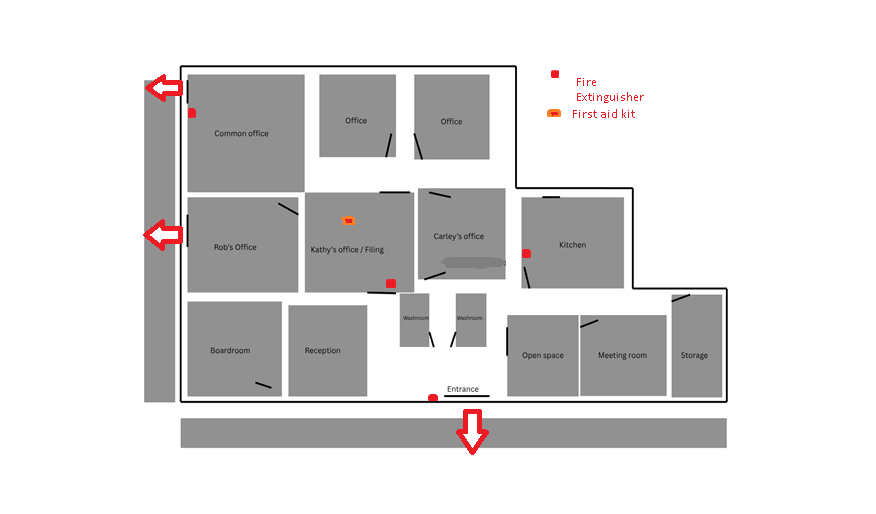 Fire
Extinguisher
First aid kit
Common office
Office
Office
Rob's Office
Kathy's office / Filing
Carley's office
Kitchen
Washroom
Washroom
Boardroom
Reception
Open space
Meeting room
Storage
Entrance